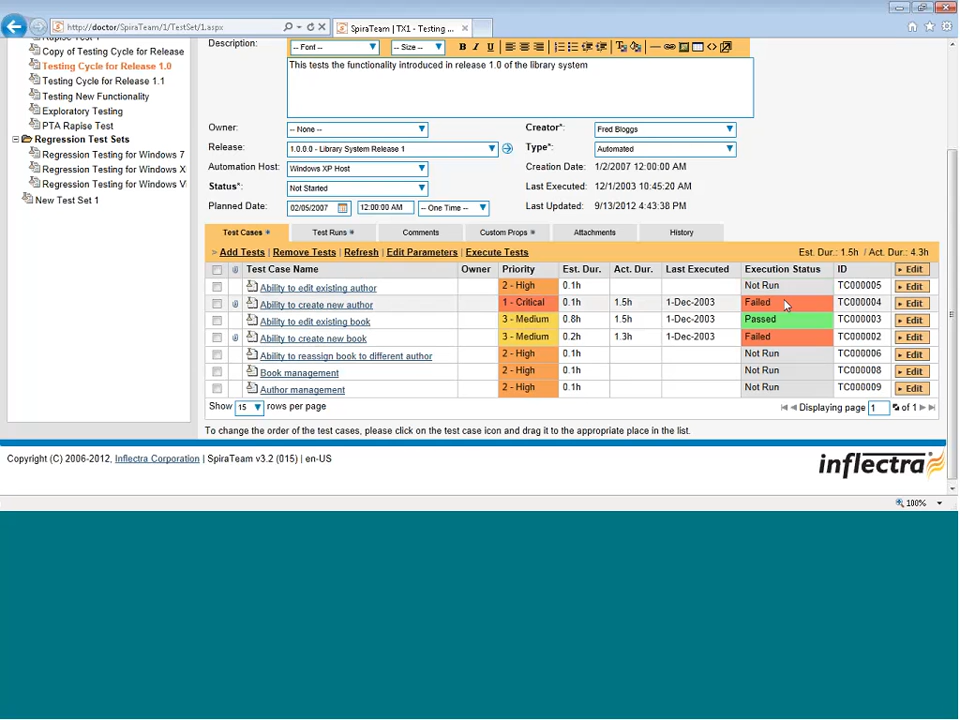 http://doctor/SpiraTeam/1/TestSet/1.aspx
SpiraTeam | TX1 - Testing ...
Copy of Testing Cycle for Release
Testing Cycle for Release 1.0
Testing Cycle for Release 1.1
Testing New Functionality
Exploratory Testing
PTA Rapise Test
Regression Test Sets
Regression Testing for Windows 7
Regression Testing for Windows X
Regression Testing for Windows Vi
New Test Set 1
Description:
-- Font --
-- Size --
B I U
This tests the functionality introduced in release 1.0 of the library system
Owner: -- None --
Creator*: Fred Bloggs
Release: 1.0.0.0 - Library System Release 1
Type*: Automated
Automation Host: Windows XP Host
Creation Date: 1/2/2007 12:00:00 AM
Status*: Not Started
Last Executed: 12/1/2003 10:45:20 AM
Planned Date: 02/05/2007 12:00:00 AM -- One Time --
Last Updated: 9/13/2012 4:43:38 PM
Test Cases * Test Runs * Comments Custom Props * Attachments History
> Add Tests | Remove Tests | Refresh | Edit Parameters | Execute Tests Est. Dur.: 1.5h / Act. Dur.: 4.3h
Test Case Name Owner Priority Est. Dur. Act. Dur. Last Executed Execution Status ID Edit
Ability to edit existing author 2 - High 0.1h Not Run TC000005 Edit
Ability to create new author 1 - Critical 0.1h 1.5h 1-Dec-2003 Failed TC000004 Edit
Ability to edit existing book 3 - Medium 0.8h 1.5h 1-Dec-2003 Passed TC000003 Edit
Ability to create new book 3 - Medium 0.2h 1.3h 1-Dec-2003 Failed TC000002 Edit
Ability to reassign book to different author 2 - High 0.1h Not Run TC000006 Edit
Book management 2 - High 0.1h Not Run TC000008 Edit
Author management 2 - High 0.1h Not Run TC000009 Edit
Show 15 rows per page Displaying page 1 of 1
To change the order of the test cases, please click on the test case icon and drag it to the appropriate place in the list.
Copyright (C) 2006-2012, Inflectra Corporation | SpiraTeam v3.2 (015) | en-US
inflectra
100%